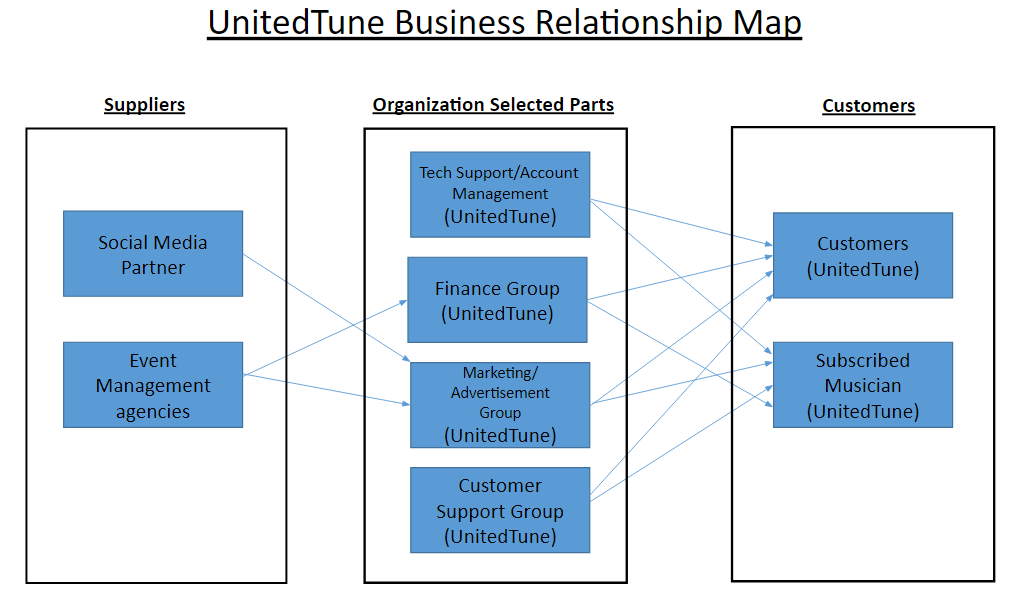 UnitedTune Business Relationship Map
Suppliers
Organization Selected Parts
Customers
Social Media
Partner
Event
Management
agencies
Tech Support/Account
Management
(UnitedTune)
Finance Group
(UnitedTune)
Marketing/
Advertisement
Group
(UnitedTune)
Customer
Support Group
(UnitedTune)
Customers
(UnitedTune)
Subscribed
Musician
(UnitedTune)